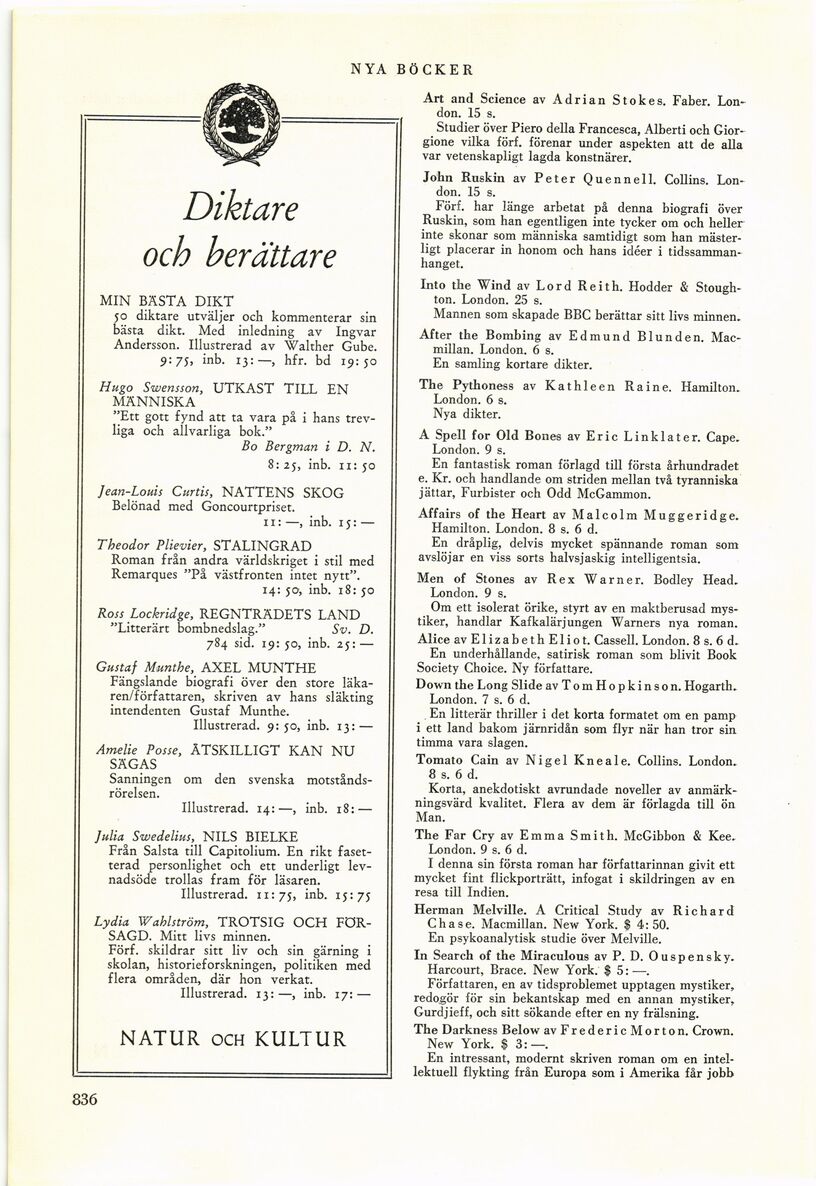 NYA BÖCKER
Diktare
och berättare
MIN BÄSTA DIKT
50 diktare utväljer och kommenterar sin
bästa dikt. Med inledning av Ingvar
Andersson. Illustrerad av Walther Gube.
9:75, inb. 13: —, hfr. bd 19: 50
Hugo Swensson, UTKAST TILL EN
MÄNNISKA
”Ett gott fynd att ta vara på i hans trev-
liga och allvarliga bok.”
Bo Bergman i D. N.
8: 25, inb. 11: 50
Jean-Louis Curtis, NATTENS SKOG
Belönad med Goncourtpriset.
11: —, inb. 15: —
Theodor Plievier, STALINGRAD
Roman från andra världskriget i stil med
Remarques ”På västfronten intet nytt”.
14: 50, inb. 18: 50
Ross Lockridge, REGNTRÄDETS LAND
”Litterärt bombnedslag.” Sv. D.
784 sid. 19: 50, inb. 25: —
Gustaf Munthe, AXEL MUNTHE
Fängslande biografi över den store läka-
ren/författaren, skriven av hans släkting
intendenten Gustaf Munthe.
Illustrerad. 9: 50, inb. 13: —
Amelie Posse, ÅTSKILLIGT KAN NU
SÄGAS
Sanningen om den svenska motstånds-
rörelsen.
Illustrerad. 14: —, inb. 18: —
Julia Swedelius, NILS BIELKE
Från Salsta till Capitolium. En rikt faset-
terad personlighet och ett underligt lev-
nadsöde trollas fram för läsaren.
Illustrerad. 11: 75, inb. 15: 75
Lydia Wahlström, TROTSIG OCH FÖR-
SAGD. Mitt livs minnen.
Förf. skildrar sitt liv och sin gärning i
skolan, historieforskningen, politiken med
flera områden, där hon verkat.
Illustrerad. 13: —, inb. 17: —
NATUR OCH KULTUR
836
Art and Science av Adrian Stokes. Faber. Lon-
don. 15 s.
Studier över Piero della Francesca, Alberti och Gior-
gione vilka förf. förenar under aspekten att de alla
var vetenskapligt lagda konstnärer.
John Ruskin av Peter Quennell. Collins. Lon-
don. 15 s.
Förf. har länge arbetat på denna biografi över
Ruskin, som han egentligen inte tycker om och heller
inte skonar som människa samtidigt som han mäster-
ligt placerar in honom och hans idéer i tidssamman-
hanget.
Into the Wind av Lord Reith. Hodder & Stough-
ton. London. 25 s.
Mannen som skapade BBC berättar sitt livs minnen.
After the Bombing av Edmund Blunden. Mac-
millan. London. 6 s.
En samling kortare dikter.
The Pythoness av Kathleen Raine. Hamilton.
London. 6 s.
Nya dikter.
A Spell for Old Bones av Eric Linklater. Cape.
London. 9 s.
En fantastisk roman förlagd till första århundradet
e. Kr. och handlande om striden mellan två tyranniska
jättar, Furbister och Odd McGammon.
Affairs of the Heart av Malcolm Muggeridge.
Hamilton. London. 8 s. 6 d.
En dråplig, delvis mycket spännande roman som
avslöjar en viss sorts halvsjaskig intelligentsia.
Men of Stones av Rex Warner. Bodley Head.
London. 9 s.
Om ett isolerat örike, styrt av en maktberusad mys-
tiker, handlar Kafkalärjungen Warners nya roman.
Alice av Elizabeth Eliot. Cassell. London. 8 s. 6 d.
En underhållande, satirisk roman som blivit Book
Society Choice. Ny författare.
Down the Long Slide av Tom Hopkinson. Hogarth.
London. 7 s. 6 d.
En litterär thriller i det korta formatet om en pamp
i ett land bakom järnridån som flyr när han tror sin
timma vara slagen.
Tomato Cain av Nigel Kneale. Collins. London.
8 s. 6 d.
Korta, anekdotiskt avrundade noveller av anmärk-
ningsvärd kvalitet. Flera av dem är förlagda till ön
Man.
The Far Cry av Emma Smith. McGibbon & Kee.
London. 9 s. 6 d.
I denna sin första roman har författarinnan givit ett
mycket fint flickporträtt, infogat i skildringen av en
resa till Indien.
Herman Melville. A Critical Study av Richard
Chase. Macmillan. New York. $ 4: 50.
En psykoanalytisk studie över Melville.
In Search of the Miraculous av P. D. Ouspensky.
Harcourt, Brace. New York. $ 5: —.
Författaren, en av tidsproblemet upptagen mystiker,
redogör för sin bekantskap med en annan mystiker,
Gurdjieff, och sitt sökande efter en ny frälsning.
The Darkness Below av Frederic Morton. Crown.
New York. $ 3: —.
En intressant, modernt skriven roman om en intel-
lektuell flykting från Europa som i Amerika får jobb